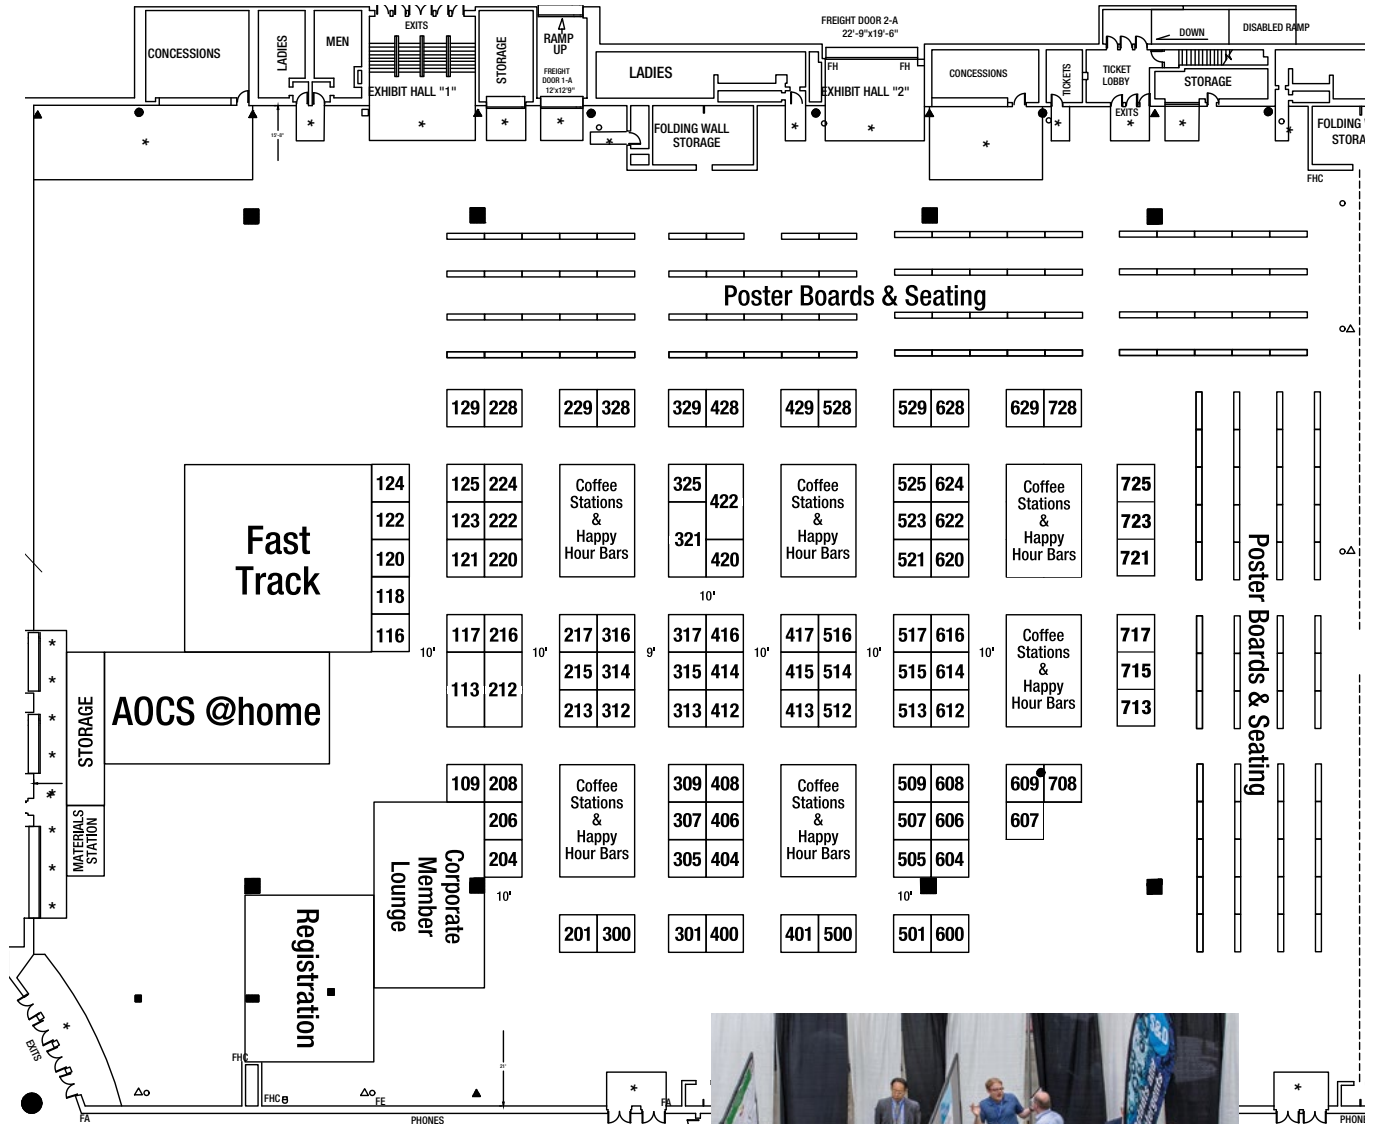 EXITS
FREIGHT DOOR 2-A
22'-9"x19'-6"
CONCESSIONS
LADIES
MEN
STORAGE
RAMP
UP
FREIGHT
DOOR 1-A
12'x12'9"
LADIES
FH
FH
CONCESSIONS
TICKETS
TICKET
LOBBY
DOWN
DISABLED RAMP
STORAGE
EXHIBIT HALL "1"
EXHIBIT HALL "2"
EXITS
FOLDING WALL
STORAGE
FOLDING
STORA
FHC
Poster Boards & Seating
129 228 229 328 329 428 429 528 529 628 629 728
124 125 224 325 525 624 725
Coffee
Stations
&
Happy
Hour Bars
422
Coffee
Stations
&
Happy
Hour Bars
Coffee
Stations
&
Happy
Hour Bars
122 123 222 321 523 622 723
120 121 220 420 521 620 721
Fast
Track
118
10'
116 117 216 217 316 317 416 417 516 517 616 717
10' 10' 9' 10' 10' 10'
Coffee
Stations
&
Happy
Hour Bars
215 314 315 414 415 514 515 614 715
113 212
213 312 313 412 413 512 513 612 713
Poster Boards & Seating
AOCS @home
STORAGE
MATERIALS
STATION
109 208 309 408 509 608 609 708
Coffee
Stations
&
Happy
Hour Bars
Coffee
Stations
&
Happy
Hour Bars
206 307 406 507 606 607
204 305 404 505 604
Corporate
Member
Lounge
10'
10'
Registration
201 300 301 400 401 500 501 600
EXITS
FHC
FHC
FE
FA
PHONES
FA
PHONE